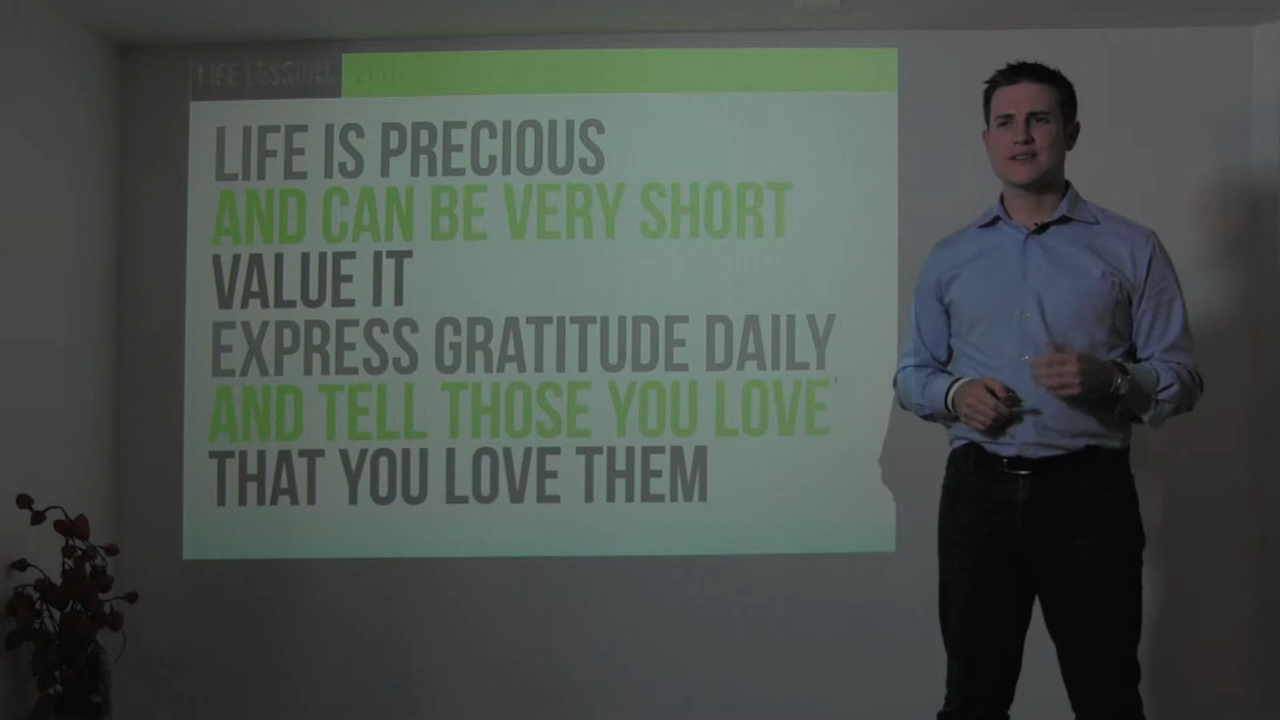 LIFE LESSONS
LIFE IS PRECIOUS
AND CAN BE VERY SHORT
VALUE IT
EXPRESS GRATITUDE DAILY
AND TELL THOSE YOU LOVE
THAT YOU LOVE THEM